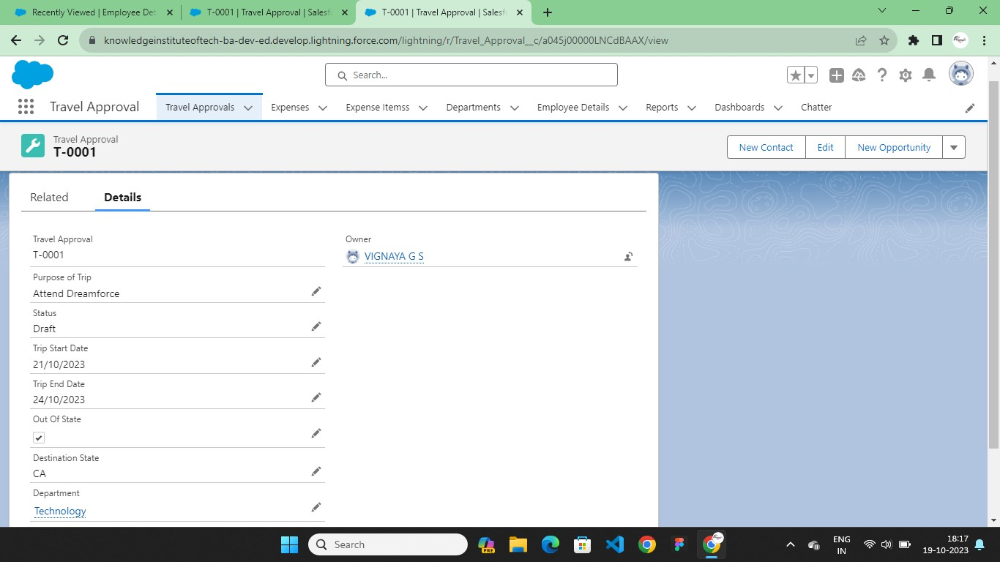 Recently Viewed | Employee Det
T-0001 | Travel Approval | Salesf
T-0001 | Travel Approval | Salesf
knowledgeinstituteoftech-ba-dev-ed.develop.lightning.force.com/lightning/r/Travel_Approval__c/a045j00000LNCdBAAX/view
Search...
Travel Approval
Travel Approvals
Expenses
Expense Itemss
Departments
Employee Details
Reports
Dashboards
Chatter
Travel Approval
T-0001
New Contact
Edit
New Opportunity
Related
Details
Travel Approval
T-0001
Owner
VIGNAYA G S
Purpose of Trip
Attend Dreamforce
Status
Draft
Trip Start Date
21/10/2023
Trip End Date
24/10/2023
Out Of State
Destination State
CA
Department
Technology
Search
PRE
ENG
IN
18:17
19-10-2023